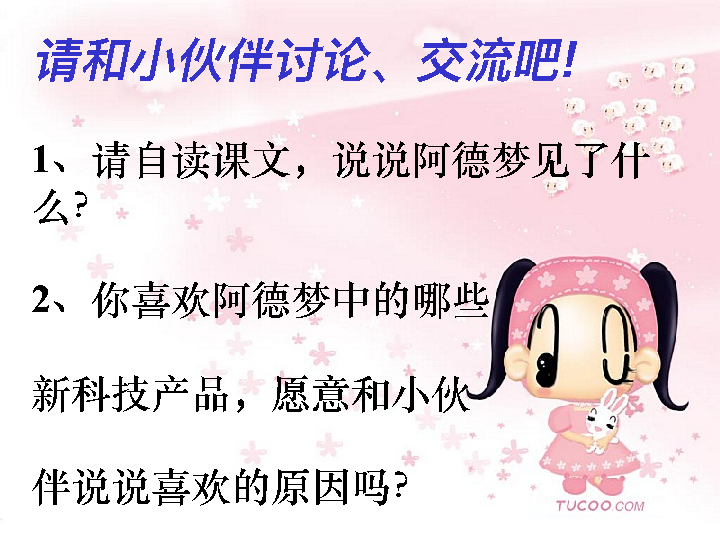 请和小伙伴讨论、交流吧!
1、请自读课文，说说阿德梦见了什
么?
2、你喜欢阿德梦中的哪些
新科技产品，愿意和小伙
伴说说喜欢的原因吗?
TUCOO.COM